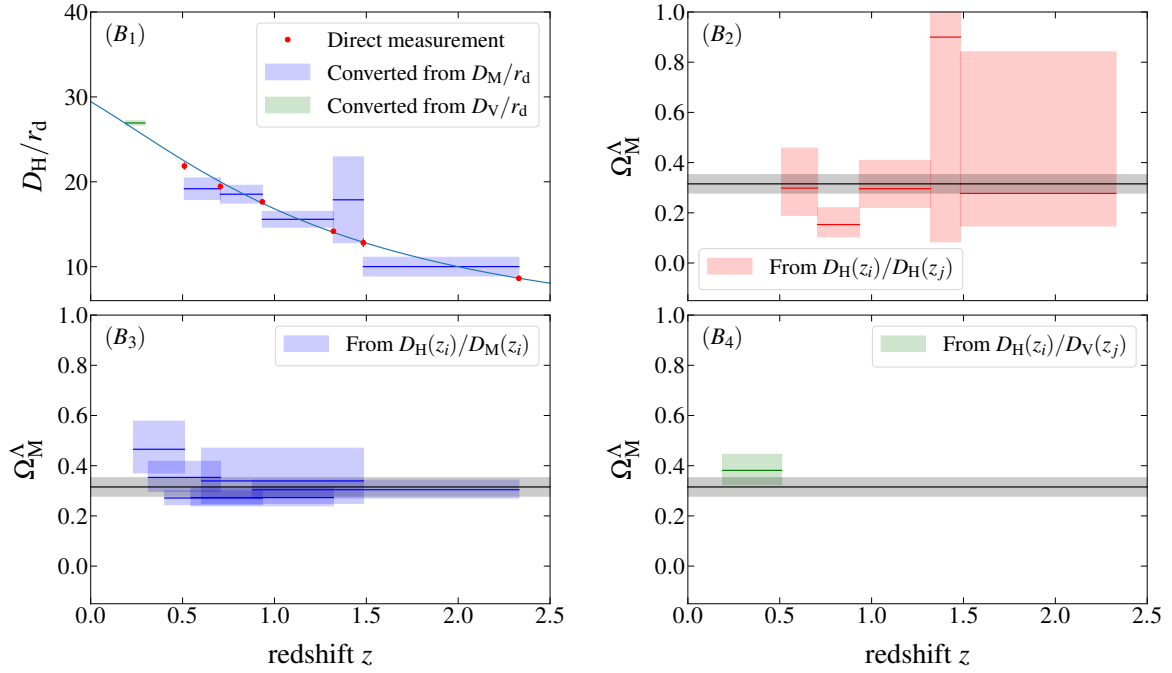 40
30
20
10
D_H/r_d
(B₁)
Direct measurement
Converted from D_M/r_d
Converted from D_V/r_d
1.0
0.8
0.6
0.4
0.2
0.0
Ω_M^Λ
(B₂)
From D_H(z_i)/D_H(z_j)
1.0
0.8
0.6
0.4
0.2
0.0
Ω_M^Λ
(B₃)
From D_H(z_i)/D_M(z_i)
0.0 0.5 1.0 1.5 2.0 2.5
redshift z
1.0
0.8
0.6
0.4
0.2
0.0
Ω_M^Λ
(B₄)
From D_H(z_i)/D_V(z_j)
0.0 0.5 1.0 1.5 2.0 2.5
redshift z